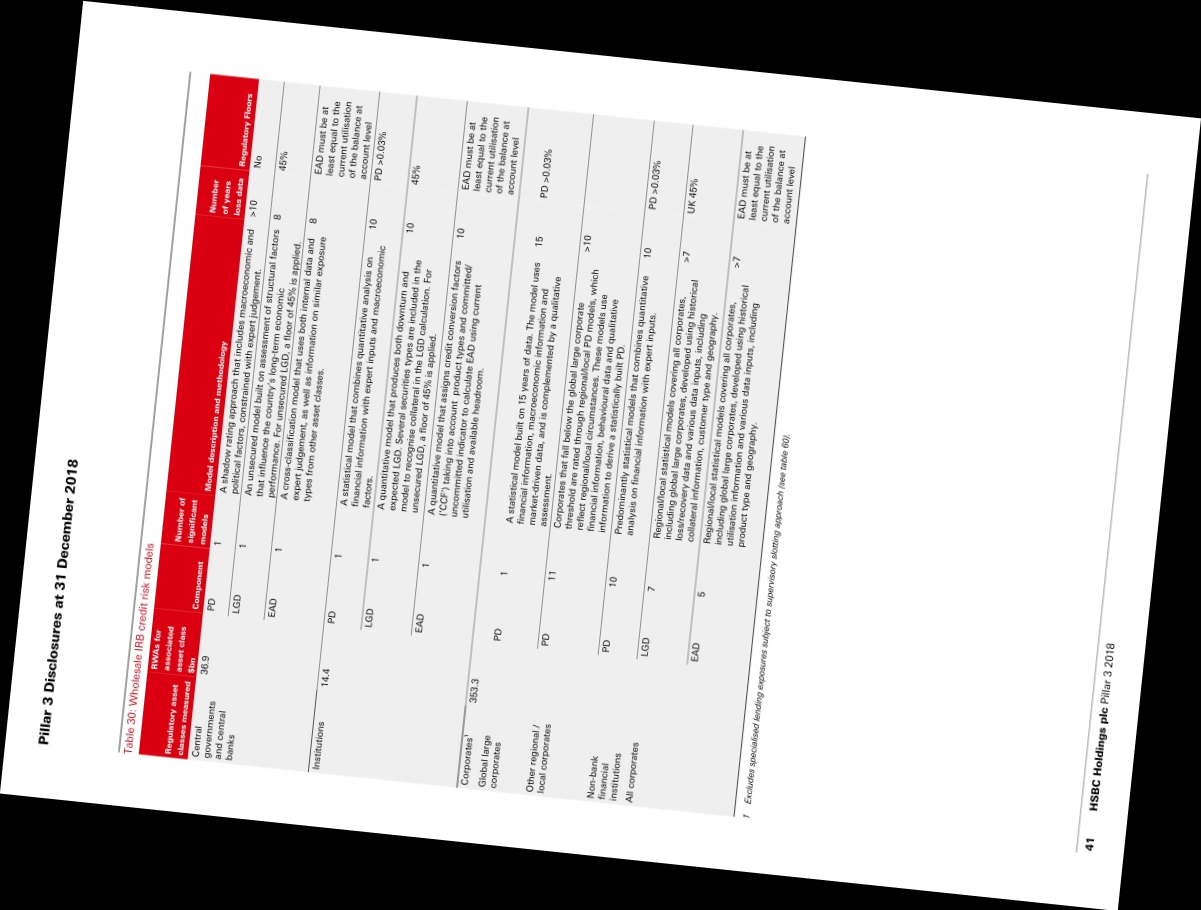 Pillar 3 Disclosures at 31 December 2018
Table 30: Wholesale IRB credit risk models
Regulatory asset
classes measured
RWAs for
associated
asset class
$bn
Component
Number of
significant
models
Model description and methodology
Number
of years
loss data
Regulatory Floors
Central
governments
and central
banks
36.9
PD
1
A shadow rating approach that includes macroeconomic and
political factors, constrained with expert judgement.
>10
No
LGD
1
An unsecured model built on assessment of structural factors
that influence the country's long-term economic
performance. For unsecured LGD, a floor of 45% is applied.
8
45%
EAD
1
A cross-classification model that uses both internal data and
expert judgement, as well as information on similar exposure
types from other asset classes.
8
EAD must be at
least equal to the
current utilisation
of the balance at
account level
Institutions
14.4
PD
1
A statistical model that combines quantitative analysis on
financial information with expert inputs and macroeconomic
factors.
10
PD >0.03%
LGD
1
A quantitative model that produces both downturn and
expected LGD. Several securities types are included in the
model to recognise collateral in the LGD calculation. For
unsecured LGD, a floor of 45% is applied.
10
45%
EAD
1
A quantitative model that assigns credit conversion factors
('CCF') taking into account product types and committed/
uncommitted indicator to calculate EAD using current
utilisation and available headroom.
10
EAD must be at
least equal to the
current utilisation
of the balance at
account level
Corporates¹
353.3
Global large
corporates
PD
1
A statistical model built on 15 years of data. The model uses
financial information, macroeconomic information and
market-driven data, and is complemented by a qualitative
assessment.
15
PD >0.03%
Other regional /
local corporates
PD
11
Corporates that fall below the global large corporate
threshold are rated through regional/local PD models, which
reflect regional/local circumstances. These models use
financial information, behavioural data and qualitative
information to derive a statistically built PD.
>10
Non-bank
financial
institutions
PD
10
Predominantly statistical models that combines quantitative
analysis on financial information with expert inputs.
10
PD >0.03%
All corporates
LGD
7
Regional/local statistical models covering all corporates,
including global large corporates, developed using historical
loss/recovery data and various data inputs, including
collateral information, customer type and geography.
>7
UK 45%
EAD
5
Regional/local statistical models covering all corporates,
including global large corporates, developed using historical
utilisation information and various data inputs, including
product type and geography.
>7
EAD must be at
least equal to the
current utilisation
of the balance at
account level
1 Excludes specialised lending exposures subject to supervisory slotting approach (see table 60).
41 HSBC Holdings plc Pillar 3 2018